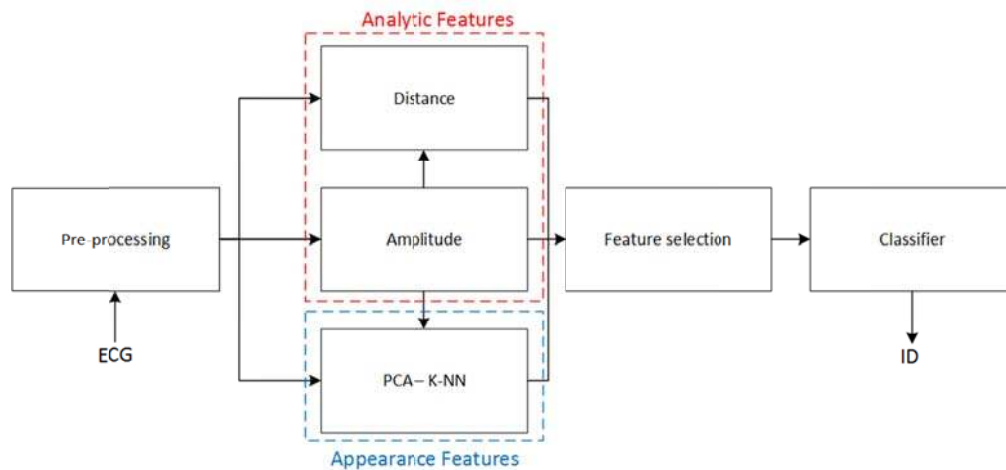 Analytic Features
Distance
Pre-processing
Amplitude
Feature selection
Classifier
ECG
PCA– K-NN
ID
Appearance Features